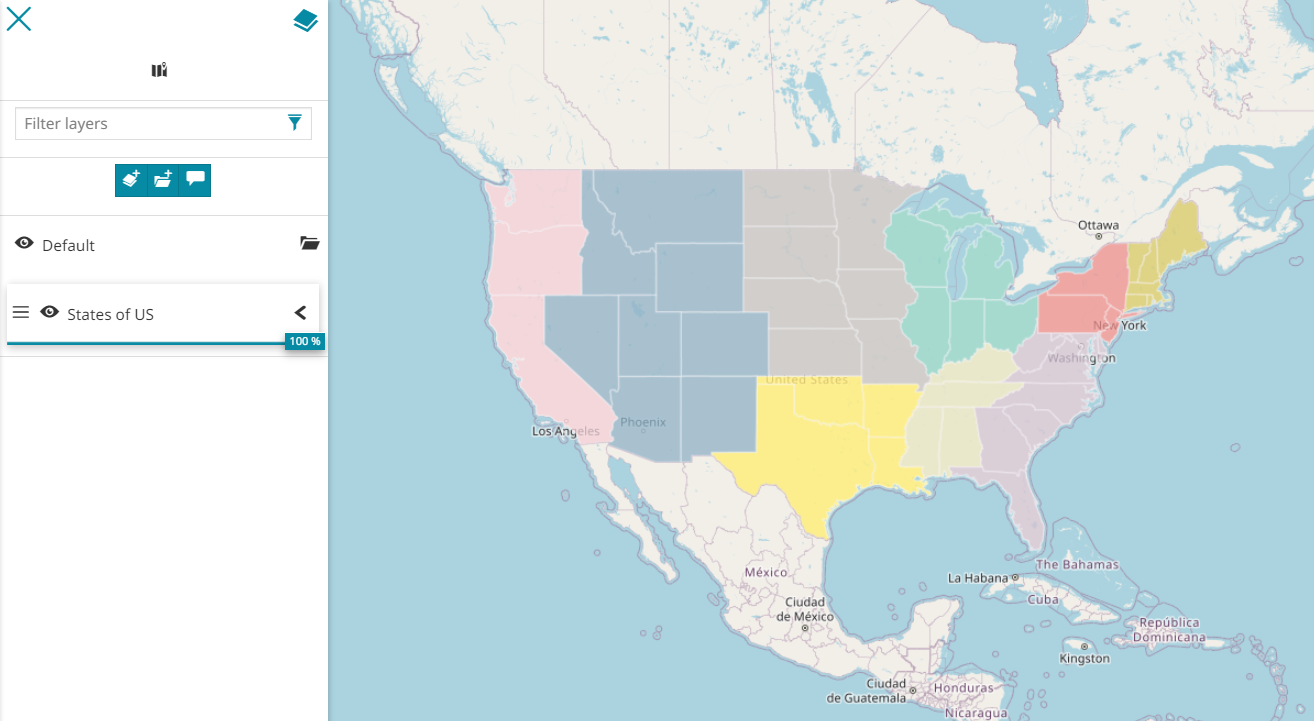 Filter layers
Default
States of US
100 %
Ottawa
New York
Washington
United States
Phoenix
Los Angeles
The Bahamas
México
La Habana
Cuba
Ciudad
de México
República
Dominicana
Kingston
Ciudad
de Guatemala
Honduras
Nicaragua